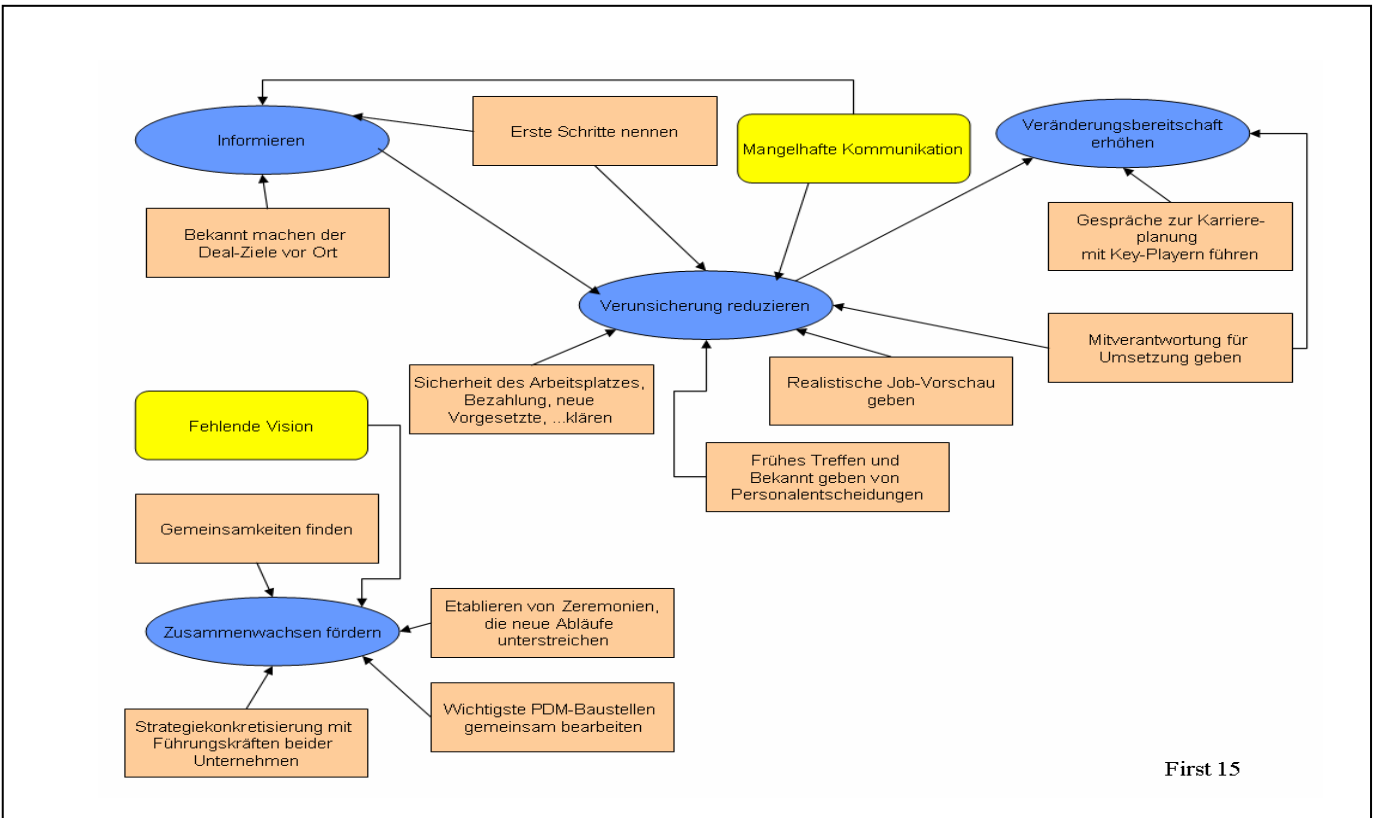 Informieren
Erste Schritte nennen
Mangelhafte Kommunikation
Veränderungsbereitschaft
erhöhen
Bekannt machen der
Deal-Ziele vor Ort
Gespräche zur Karriere-
planung
mit Key-Playern führen
Verunsicherung reduzieren
Mitverantwortung für
Umsetzung geben
Sicherheit des Arbeitsplatzes,
Bezahlung, neue
Vorgesetzte, ...klären
Realistische Job-Vorschau
geben
Fehlende Vision
Frühes Treffen und
Bekannt geben von
Personalentscheidungen
Gemeinsamkeiten finden
Zusammenwachsen fördern
Etablieren von Zeremonien,
die neue Abläufe
unterstreichen
Strategiekonkretisierung mit
Führungskräften beider
Unternehmen
Wichtigste PDM-Baustellen
gemeinsam bearbeiten
First 15